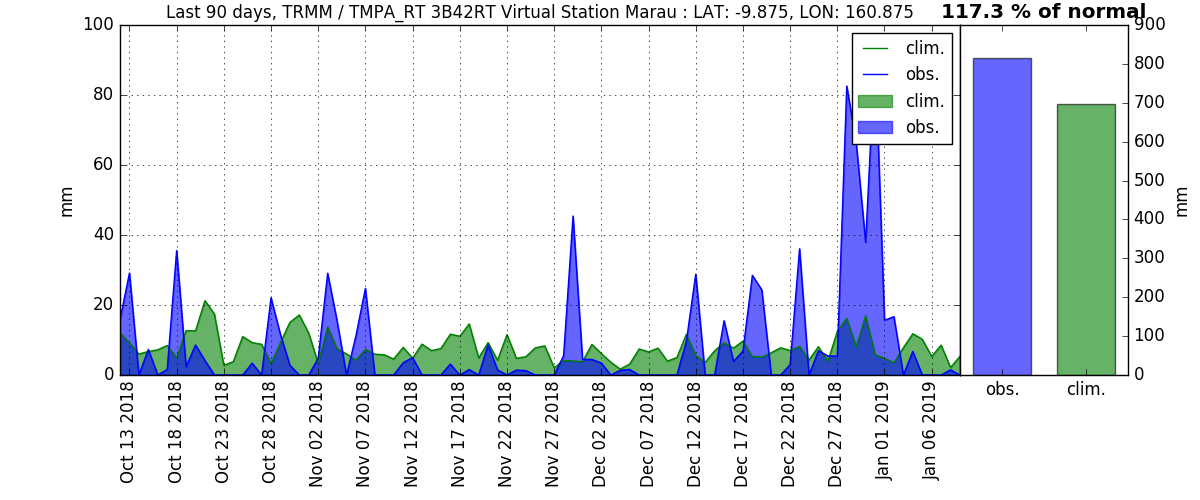 Last 90 days, TRMM / TMPA_RT 3B42RT Virtual Station Marau : LAT: -9.875, LON: 160.875
117.3 % of normal
clim.
obs.
clim.
obs.
100
80
60
40
20
0
mm
900
800
700
600
500
400
300
200
100
0
mm
Oct 13 2018
Oct 18 2018
Oct 23 2018
Oct 28 2018
Nov 02 2018
Nov 07 2018
Nov 12 2018
Nov 17 2018
Nov 22 2018
Nov 27 2018
Dec 02 2018
Dec 07 2018
Dec 12 2018
Dec 17 2018
Dec 22 2018
Dec 27 2018
Jan 01 2019
Jan 06 2019
obs.
clim.